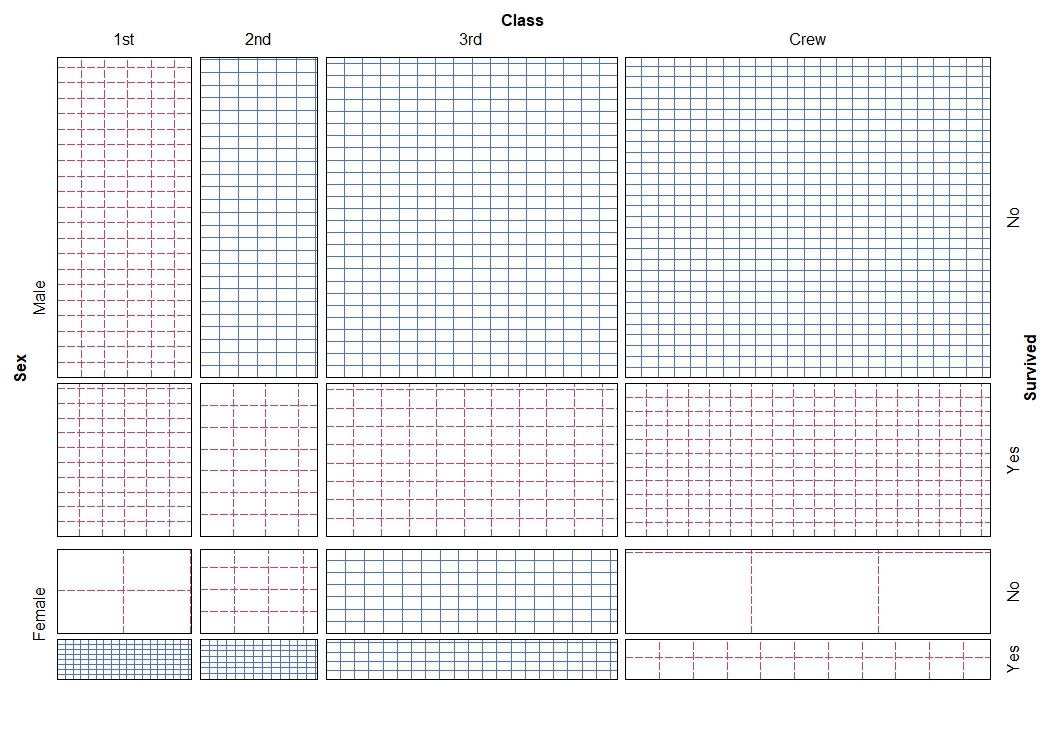 Class
1st 2nd 3rd Crew
Sex
Male
Female
No
Yes
No
Yes
Survived